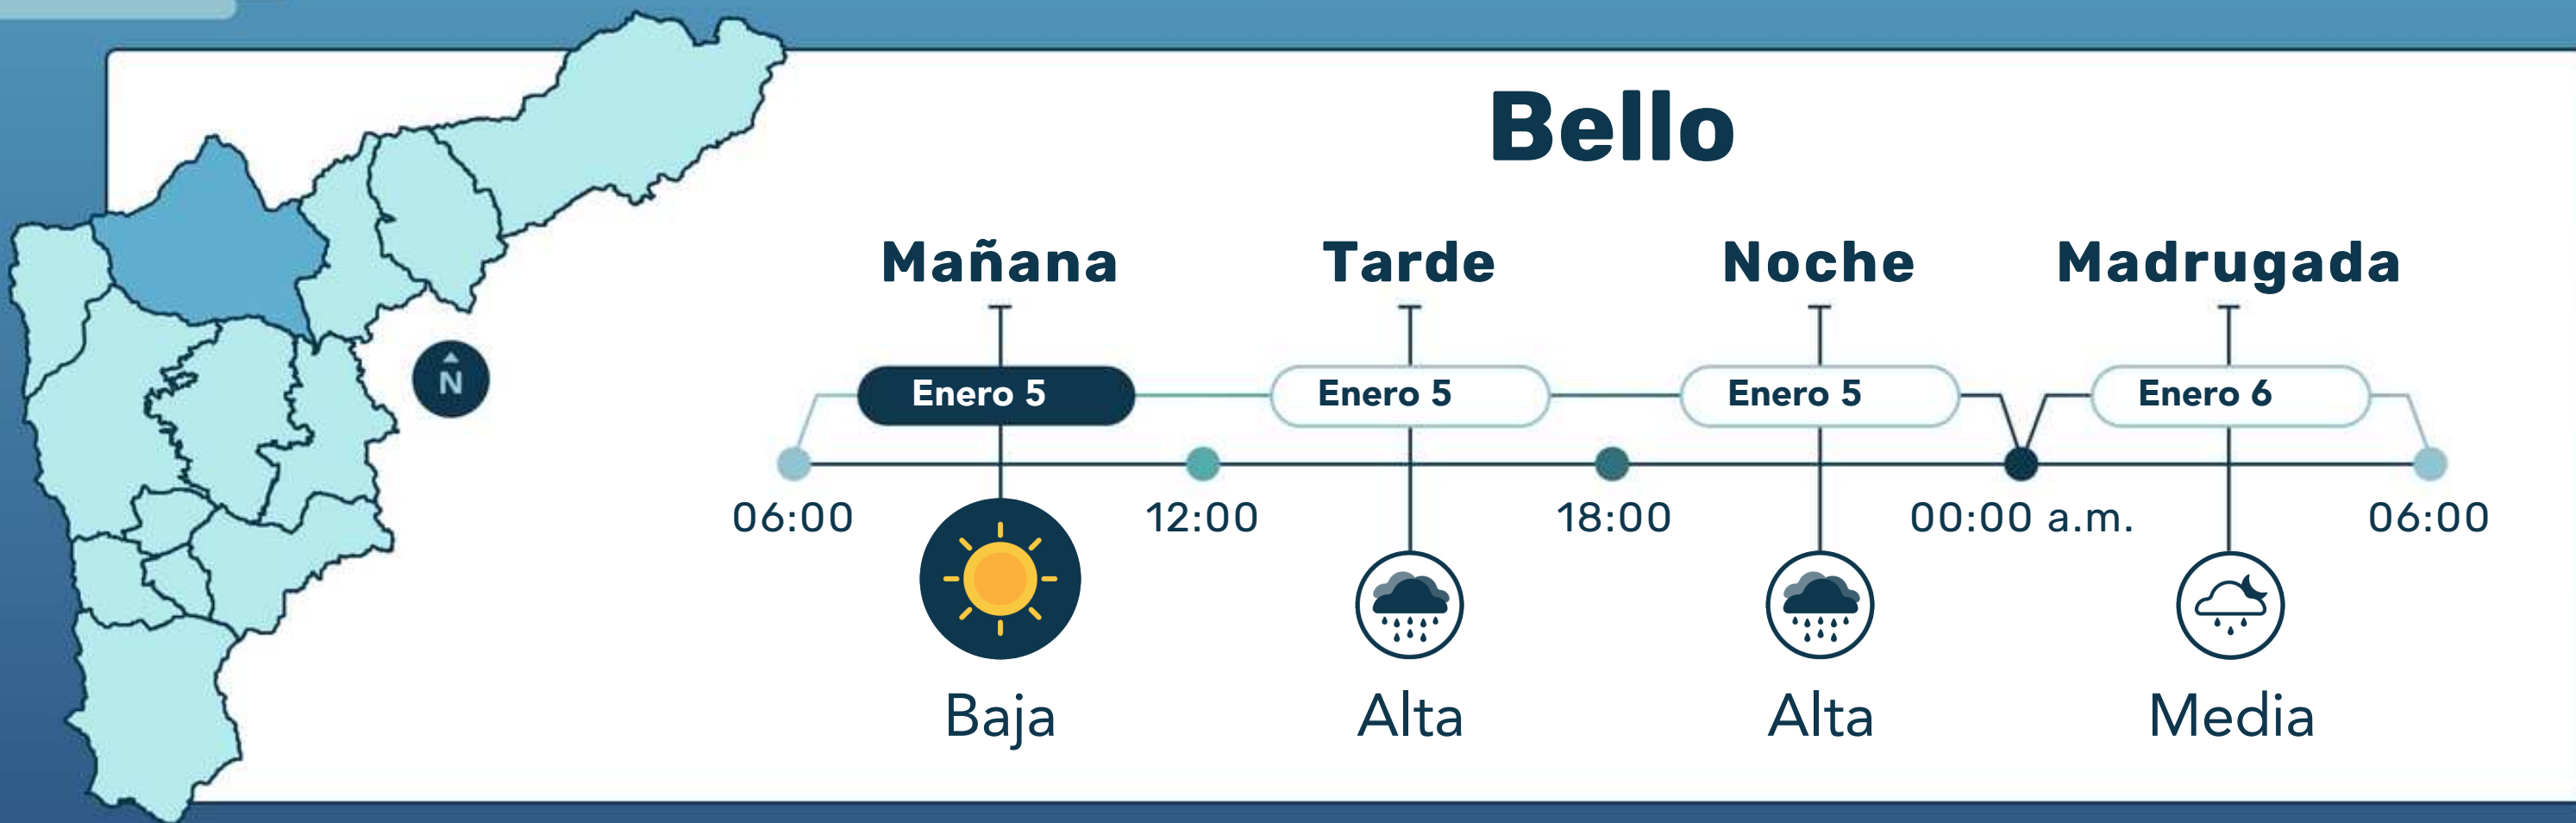 Bello
Mañana Tarde Noche Madrugada
N
Enero 5 Enero 5 Enero 5 Enero 6
06:00 12:00 18:00 00:00 a.m. 06:00
Baja Alta Alta Media